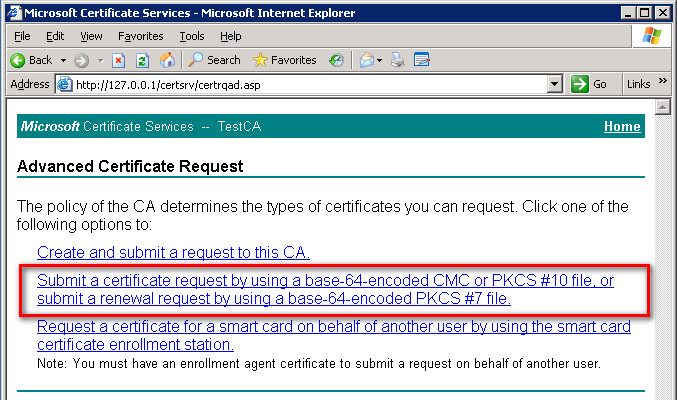 Microsoft Certificate Services - Microsoft Internet Explorer
File Edit View Favorites Tools Help
Back Search Favorites
Address http://127.0.0.1/certsrv/certrqad.asp Go Links »
Microsoft Certificate Services -- TestCA Home
Advanced Certificate Request
The policy of the CA determines the types of certificates you can request. Click one of the
following options to:
Create and submit a request to this CA.
Submit a certificate request by using a base-64-encoded CMC or PKCS #10 file, or
submit a renewal request by using a base-64-encoded PKCS #7 file.
Request a certificate for a smart card on behalf of another user by using the smart card
certificate enrollment station.
Note: You must have an enrollment agent certificate to submit a request on behalf of another user.